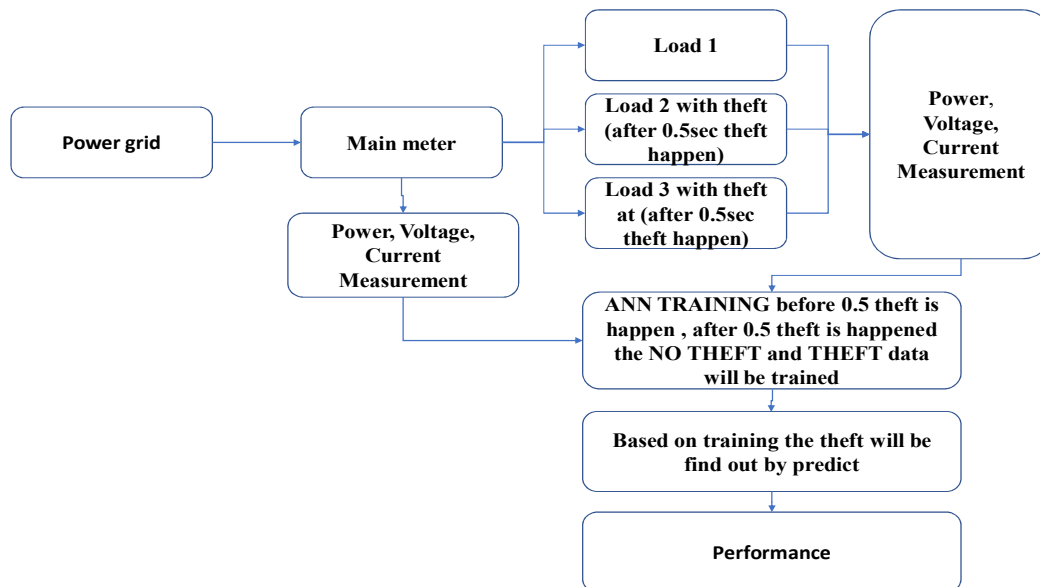 Power grid
Main meter
Load 1
Load 2 with theft
(after 0.5sec theft
happen)
Load 3 with theft
at (after 0.5sec
theft happen)
Power,
Voltage,
Current
Measurement
Power, Voltage,
Current
Measurement
ANN TRAINING before 0.5 theft is
happen , after 0.5 theft is happened
the NO THEFT and THEFT data
will be trained
Based on training the theft will be
find out by predict
Performance